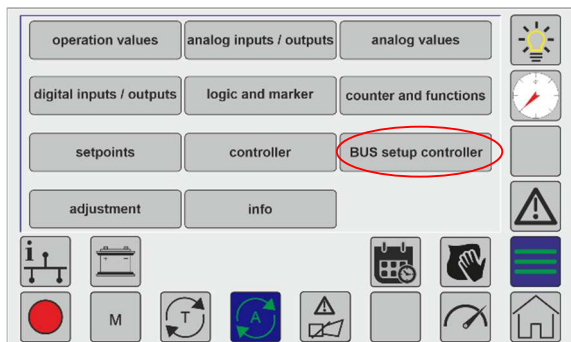 operation values
analog inputs / outputs
analog values
digital inputs / outputs
logic and marker
counter and functions
setpoints
controller
BUS setup controller
adjustment
info
i
M
T
A